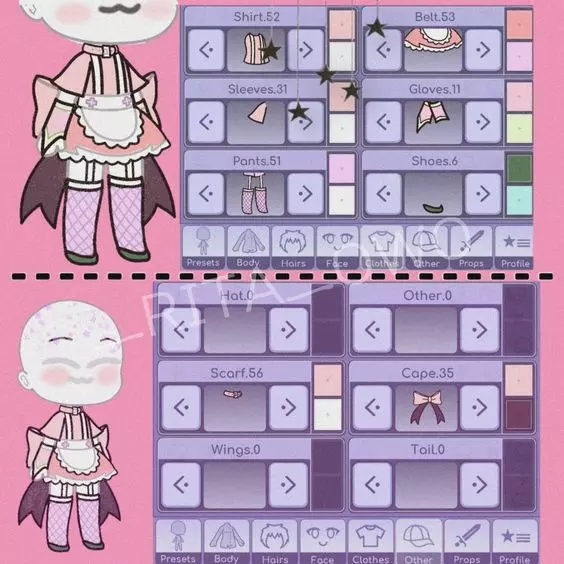 Shirt.52 Belt.53
Sleeves.31 Gloves.11
Pants.51 Shoes.6
Presets Body Hairs Face Clothes Other Props Profile
_RITA_OWO_
Hat.0 Other.0
Scarf.56 Cape.35
Wings.0 Tail.0
Presets Body Hairs Face Clothes Other Props Profile